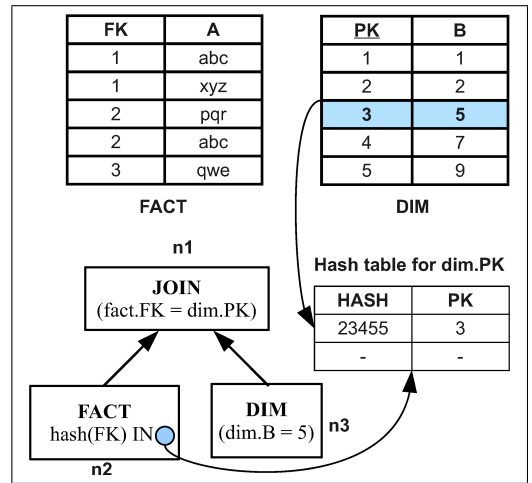 FK A PK B
1 abc 1 1
1 xyz 2 2
2 pqr 3 5
2 abc 4 7
3 qwe 5 9
FACT DIM
n1
Hash table for dim.PK
JOIN
(fact.FK = dim.PK)
HASH PK
23455 3
- -
FACT
hash(FK) IN
n2
DIM
(dim.B = 5)
n3